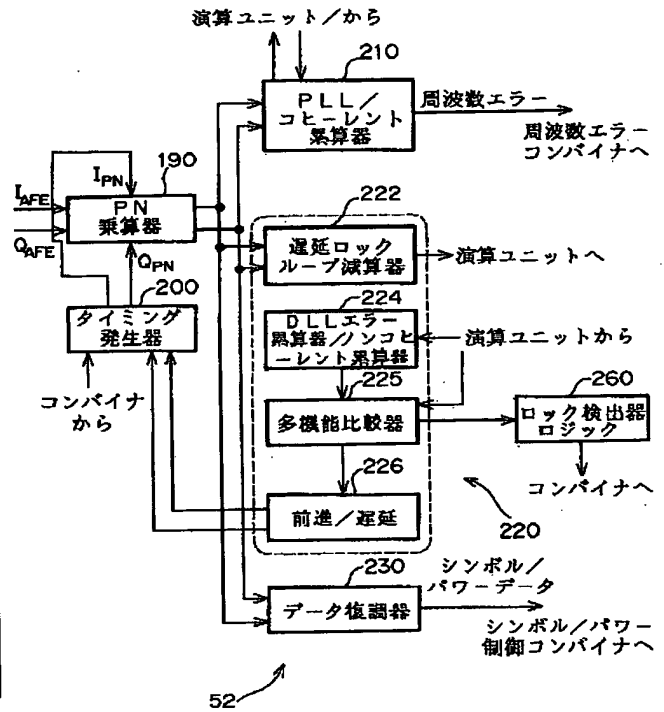 演算ユニット/から
210
PLL/
コヒーレント
累算器
周波数エラー
周波数エラー
コンバイナへ
190
I_PN
I_AFE
PN
乗算器
Q_AFE
Q_PN
200
タイミング
発生器
コンバイナ
から
222
遅延ロック
ループ減算器
演算ユニットへ
224
DLLエラー
累算器/ノンコヒ
ーレント累算器
演算ユニットから
225
多機能比較器
260
ロック検出器
ロジック
コンバイナへ
226
前進/遅延
220
230
データ復調器
シンボル/
パワーデータ
シンボル/パワー
制御コンバイナへ
52